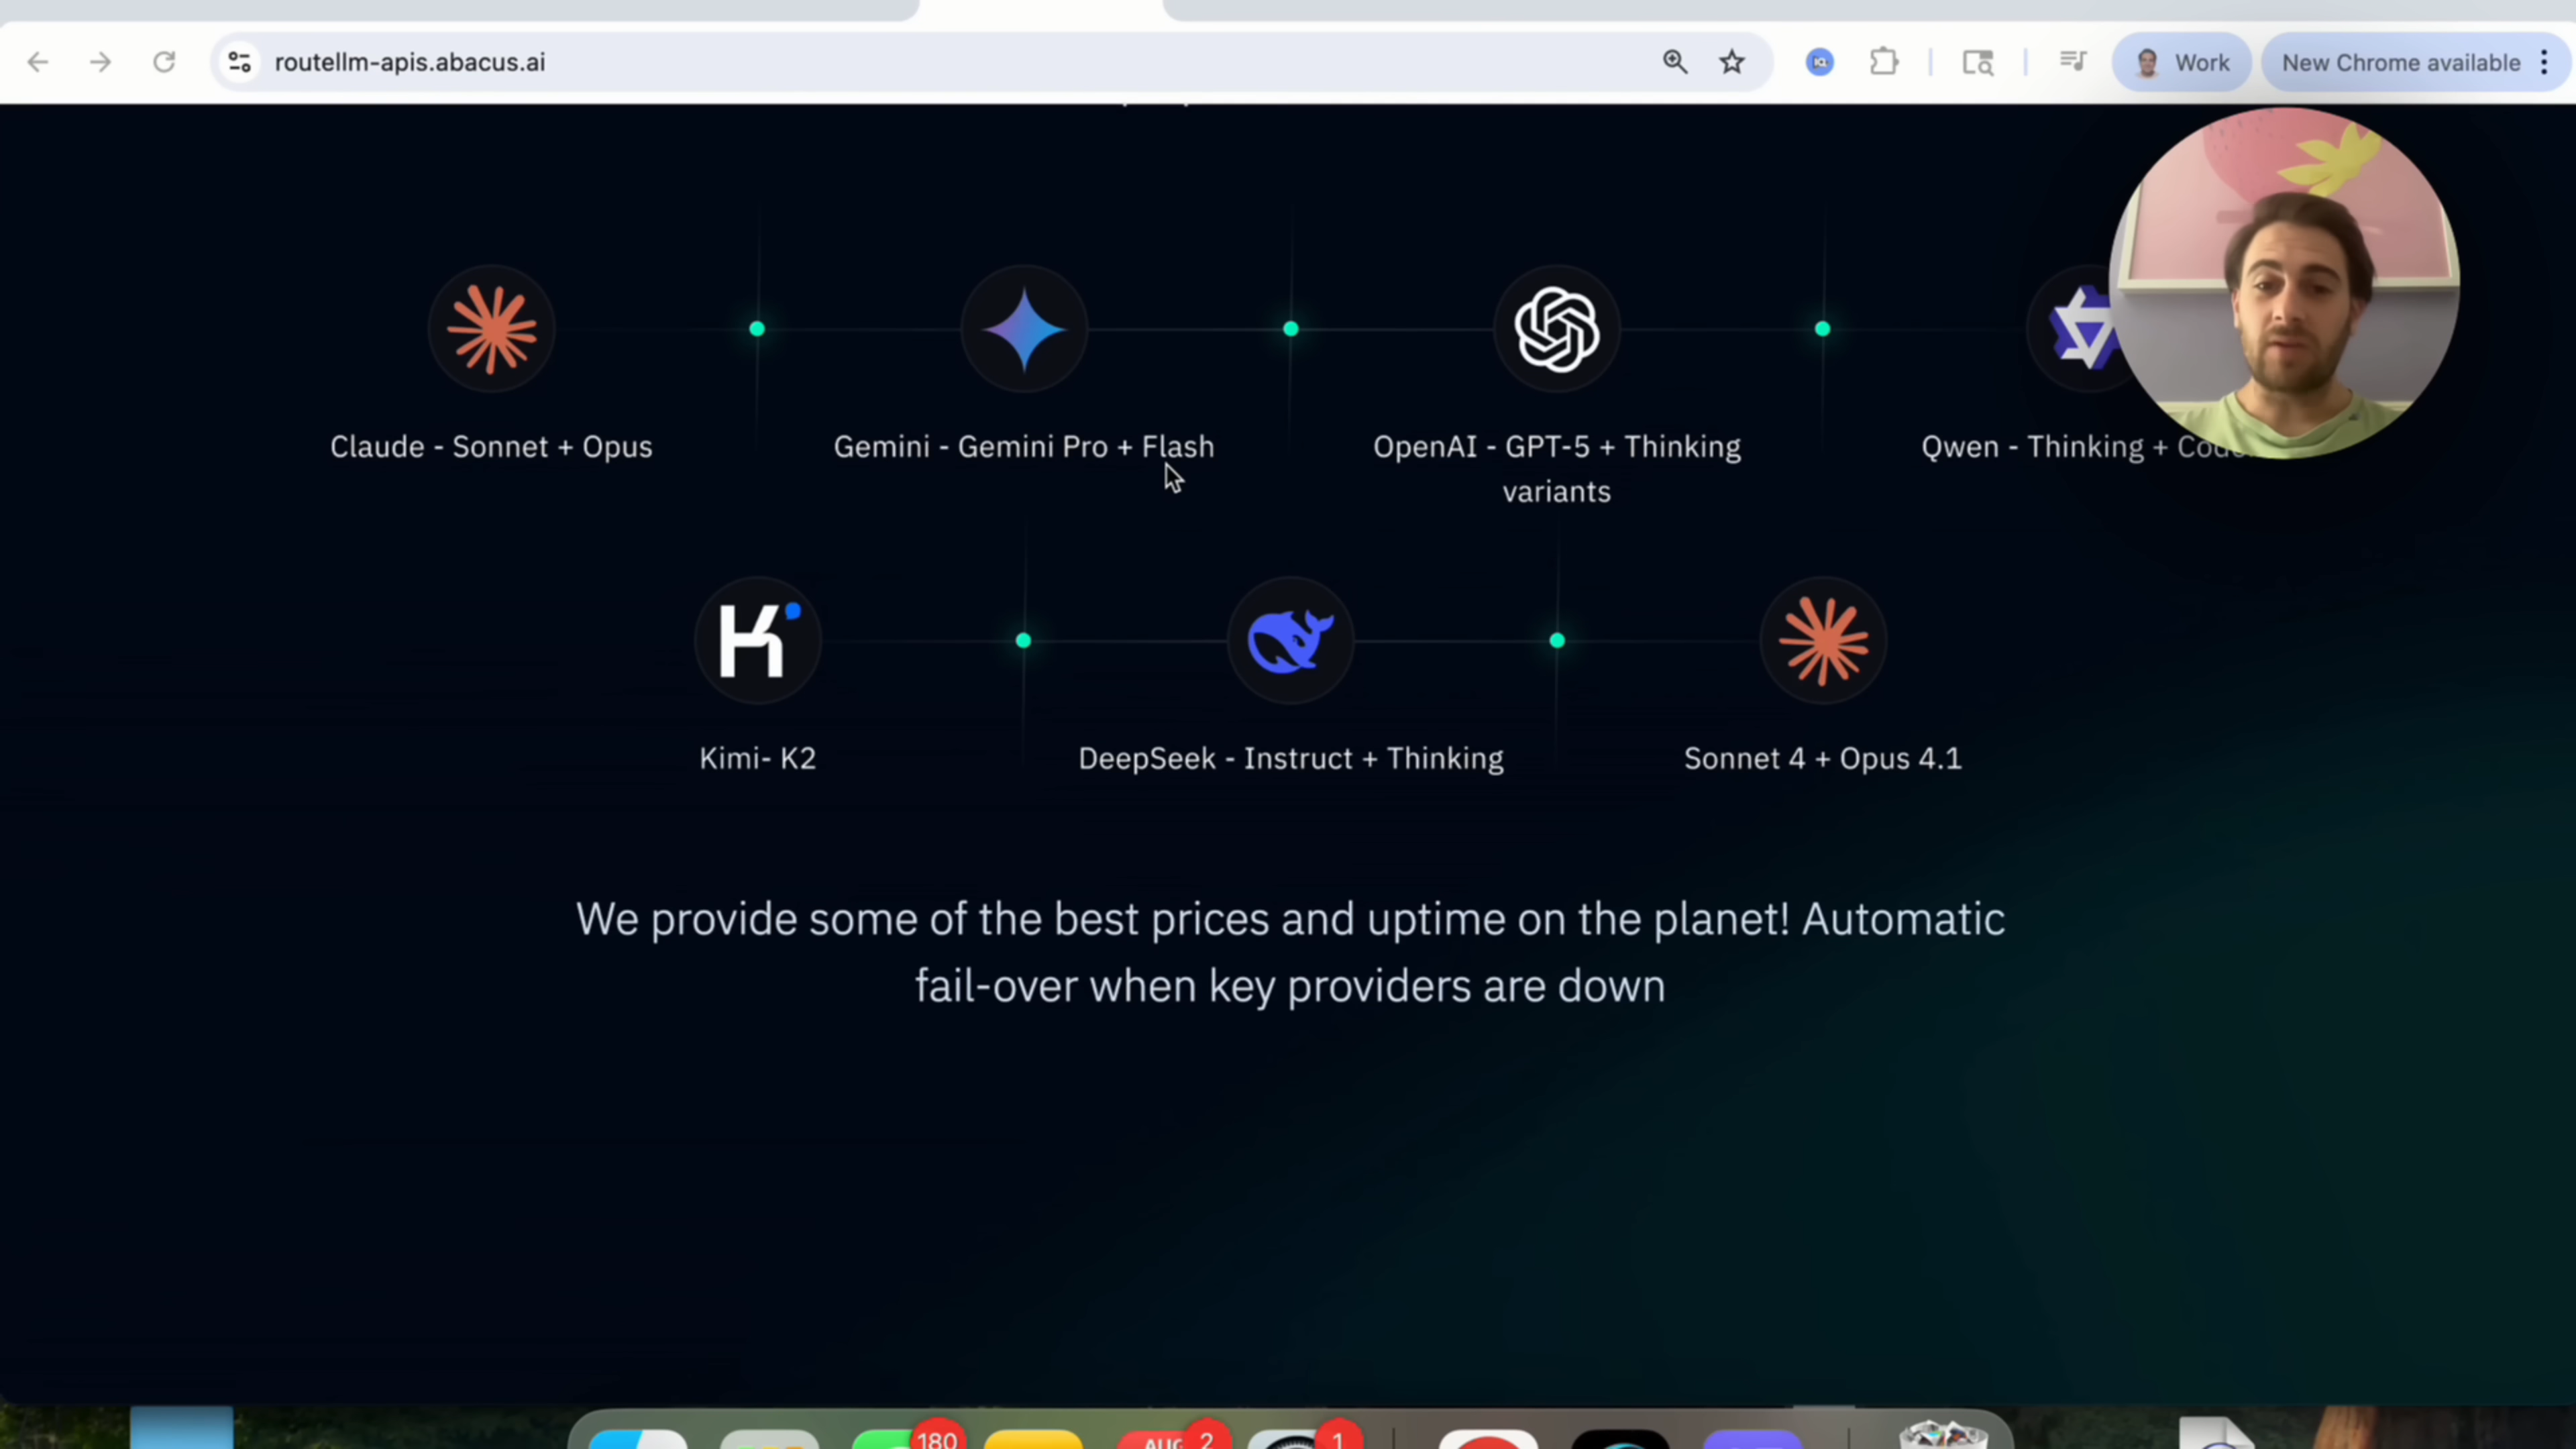 routellm-apis.abacus.ai
Work
New Chrome available
Claude - Sonnet + Opus
Gemini - Gemini Pro + Flash
OpenAI - GPT-5 + Thinking
variants
Qwen - Thinking +
Kimi- K2
DeepSeek - Instruct + Thinking
Sonnet 4 + Opus 4.1
We provide some of the best prices and uptime on the planet! Automatic
fail-over when key providers are down
180
AUG
2
1